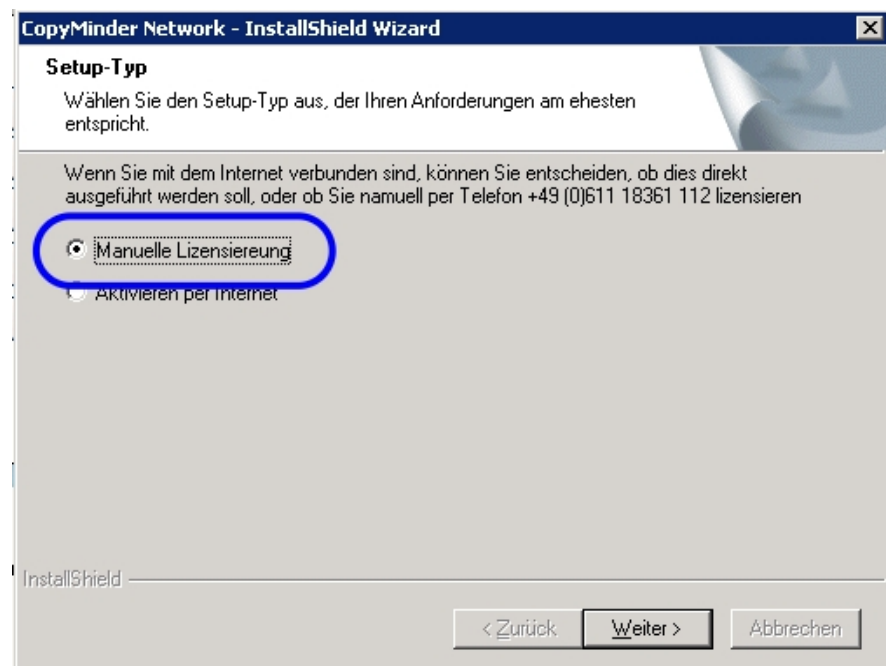 CopyMinder Network - InstallShield Wizard
Setup-Typ
Wählen Sie den Setup-Typ aus, der Ihren Anforderungen am ehesten
entspricht.
Wenn Sie mit dem Internet verbunden sind, können Sie entscheiden, ob dies direkt
ausgeführt werden soll, oder ob Sie namuell per Telefon +49 (0)611 18361 112 lizensieren
Manuelle Lizensiereung
Aktivieren per Internet
InstallShield
< Zurück
Weiter >
Abbrechen